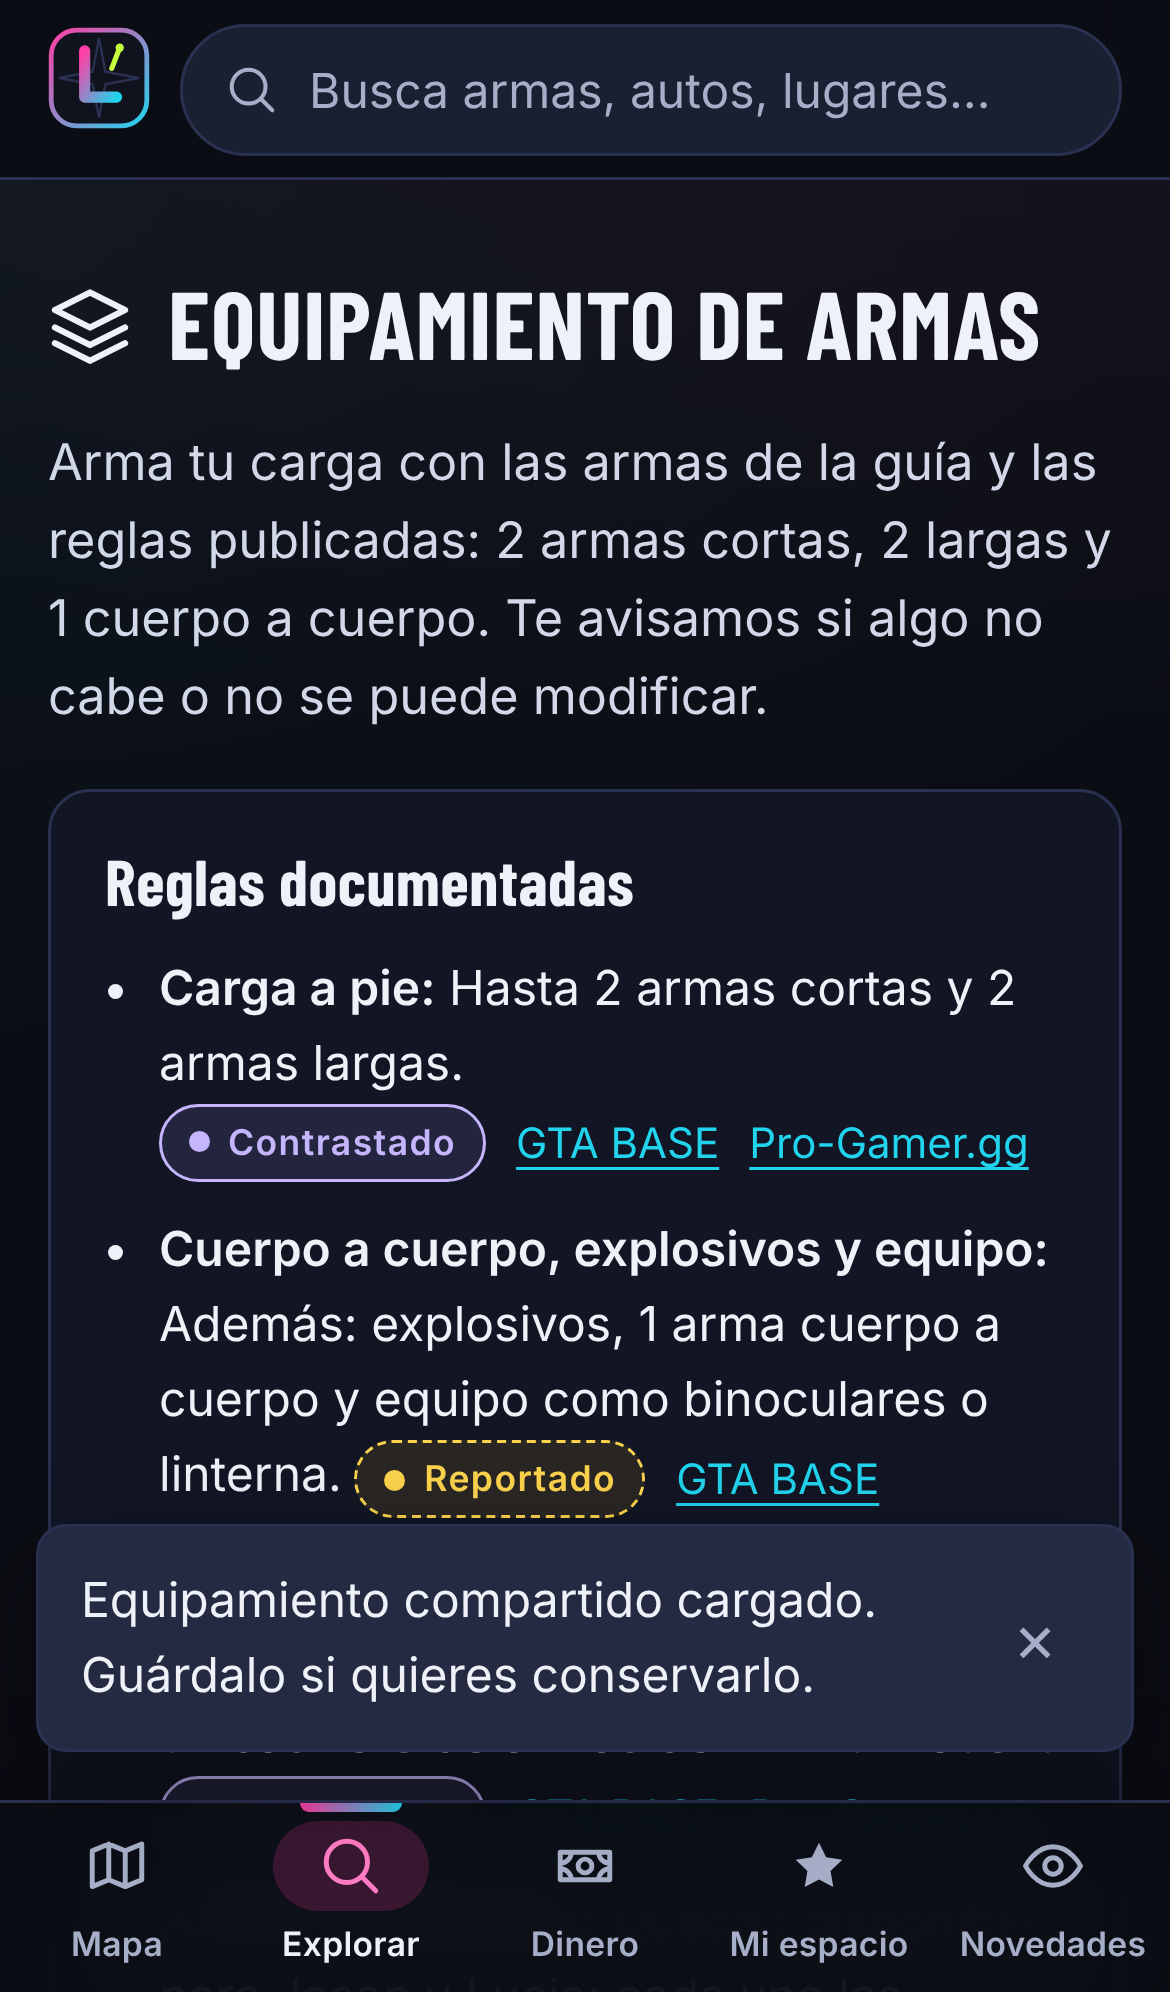 Busca armas, autos, lugares...
EQUIPAMIENTO DE ARMAS
Arma tu carga con las armas de la guía y las
reglas publicadas: 2 armas cortas, 2 largas y
1 cuerpo a cuerpo. Te avisamos si algo no
cabe o no se puede modificar.
Reglas documentadas
• Carga a pie: Hasta 2 armas cortas y 2
armas largas.
Contrastado GTA BASE Pro-Gamer.gg
• Cuerpo a cuerpo, explosivos y equipo:
Además: explosivos, 1 arma cuerpo a
cuerpo y equipo como binoculares o
linterna. Reportado GTA BASE
Equipamiento compartido cargado.
Guárdalo si quieres conservarlo.
Mapa Explorar Dinero Mi espacio Novedades